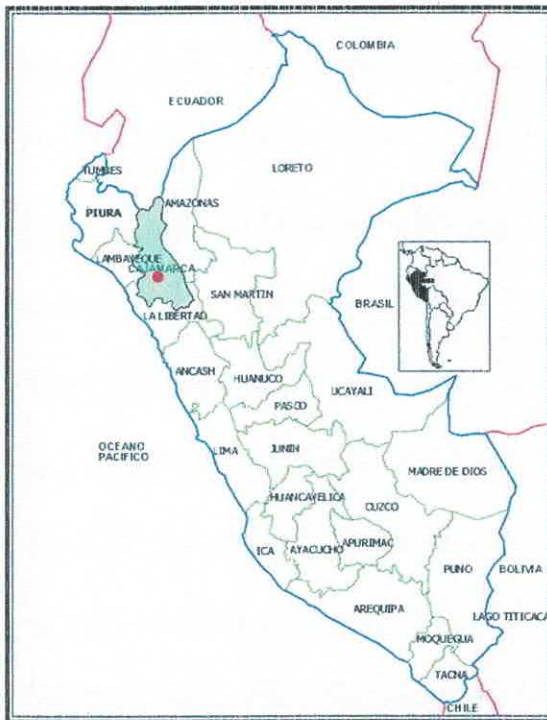 COLOMBIA
ECUADOR
LORETO
TUMBES
PIURA
AMAZONAS
LAMBAYEQUE
CAJAMARCA
SAN MARTIN
BRASIL
LA LIBERTAD
ANCASH
HUANUCO
UCAYALI
PASCO
OCEANO
PACIFICO
LIMA
JUNIN
MADRE DE DIOS
HUANCAVELICA
CUZCO
ICA
AYACUCHO
APURIMAC
PUNO
BOLIVIA
AREQUIPA
LAGO TITICACA
MOQUEGUA
TACNA
CHILE